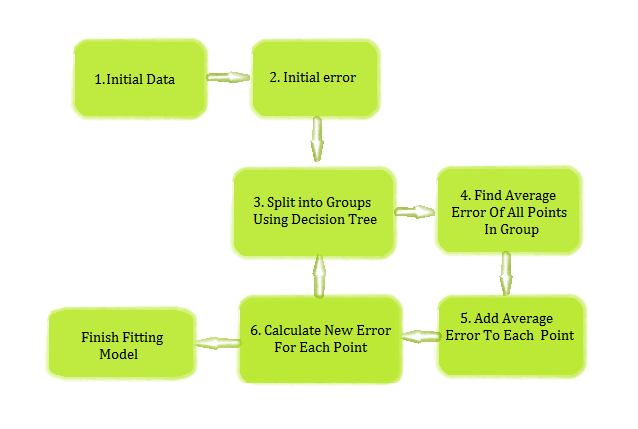 1.Initial Data
2. Initial error
3. Split into Groups
Using Decision Tree
4. Find Average
Error Of All Points
In Group
5. Add Average
Error To Each Point
6. Calculate New Error
For Each Point
Finish Fitting
Model